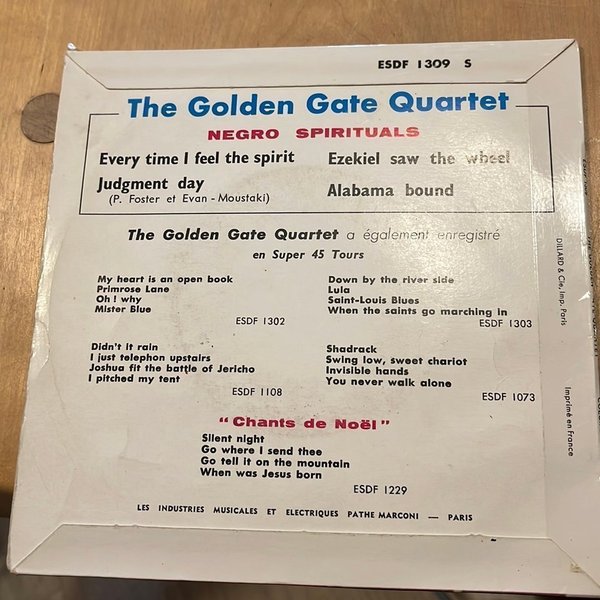 ESDF 1309 S
The Golden Gate Quartet
NEGRO SPIRITUALS
Every time I feel the spirit
Judgment day
(P. Foster et Evan - Moustaki)
Ezekiel saw the wheel
Alabama bound
The Golden Gate Quartet a également enregistré
en Super 45 Tours
My heart is an open book
Primrose Lane
Oh ! why
Mister Blue
ESDF 1302
Down by the river side
Lula
Saint-Louis Blues
When the saints go marching in
ESDF 1303
Didn't it rain
I just telephon upstairs
Joshua fit the battle of Jericho
I pitched my tent
ESDF 1108
Shadrack
Swing low, sweet chariot
Invisible hands
You never walk alone
ESDF 1073
"Chants de Noël"
Silent night
Go where I send thee
Go tell it on the mountain
When was Jesus born
ESDF 1229
LES INDUSTRIES MUSICALES ET ELECTRIQUES PATHE MARCONI — PARIS
DILLARD & Cie, Imp. Paris
Imprimé en France